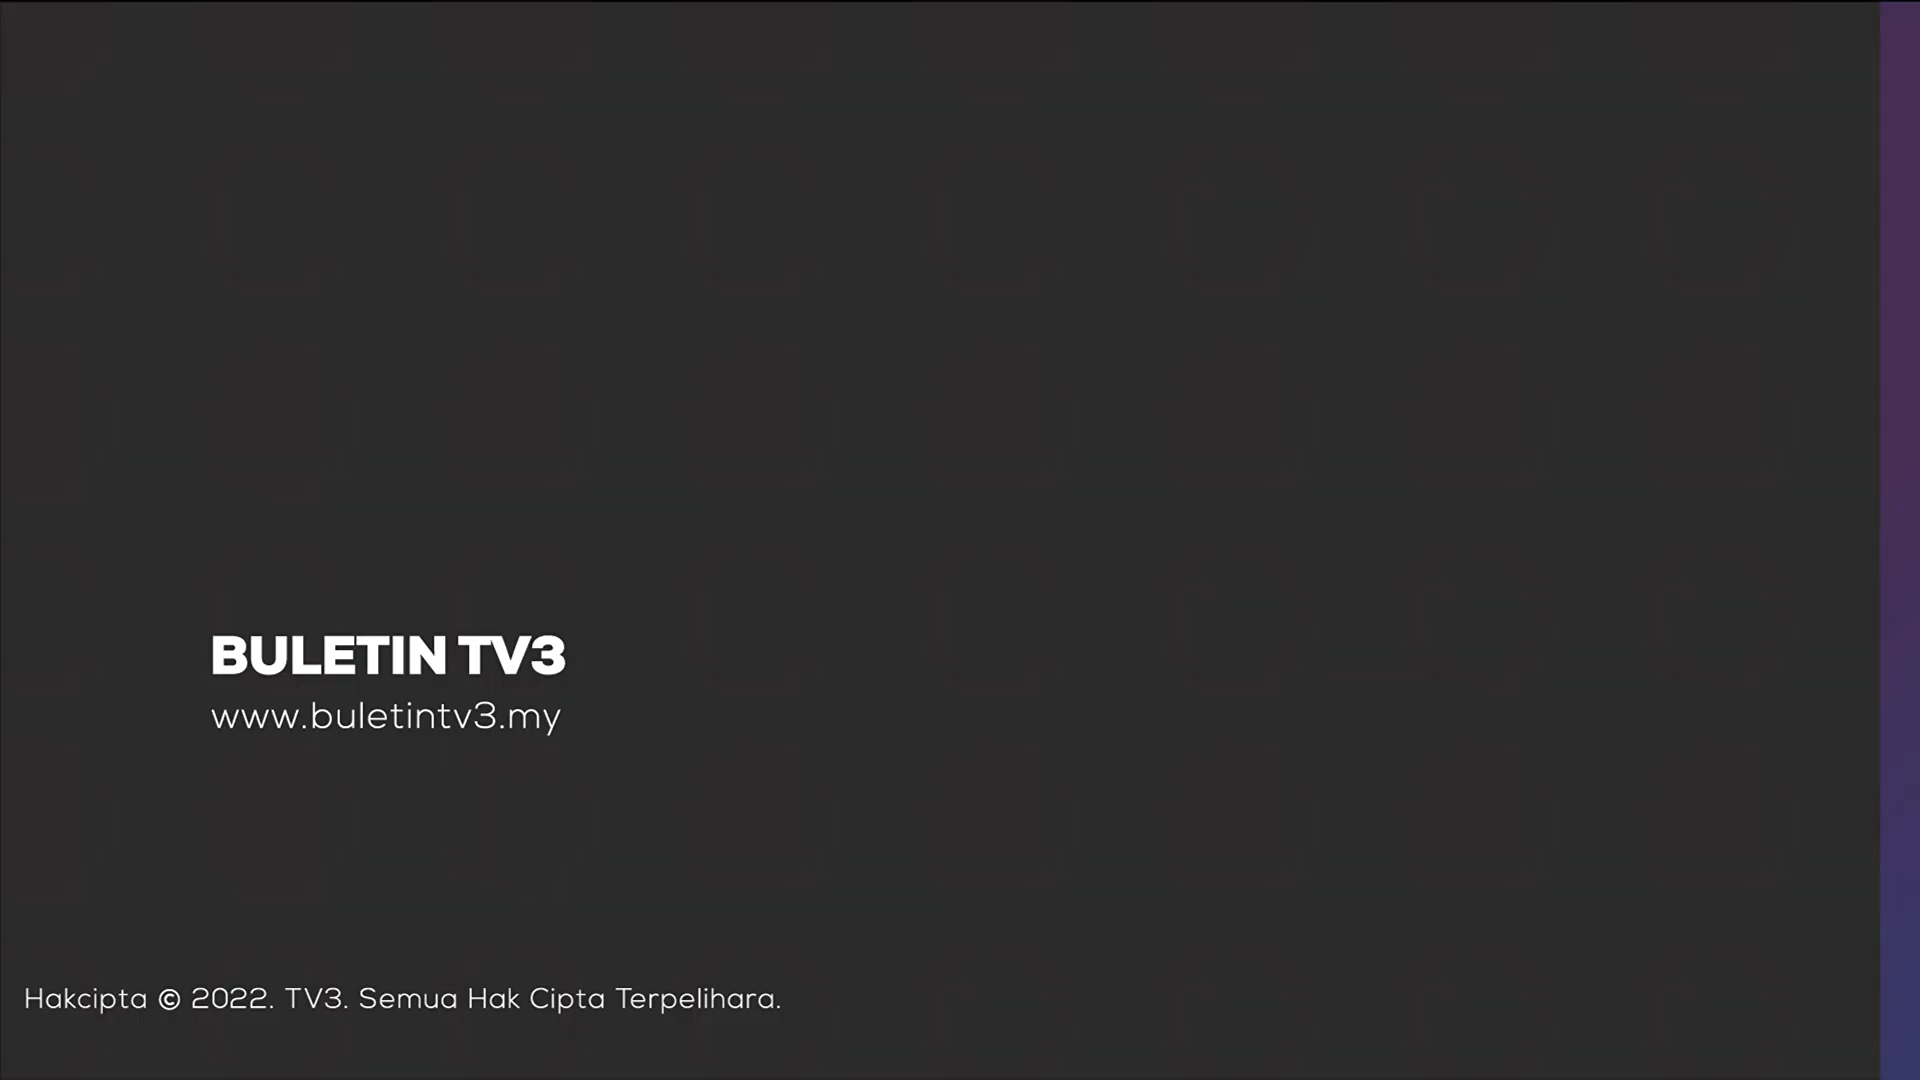 BULETIN TV3
www.buletintv3.my
Hakcipta © 2022. TV3. Semua Hak Cipta Terpelihara.